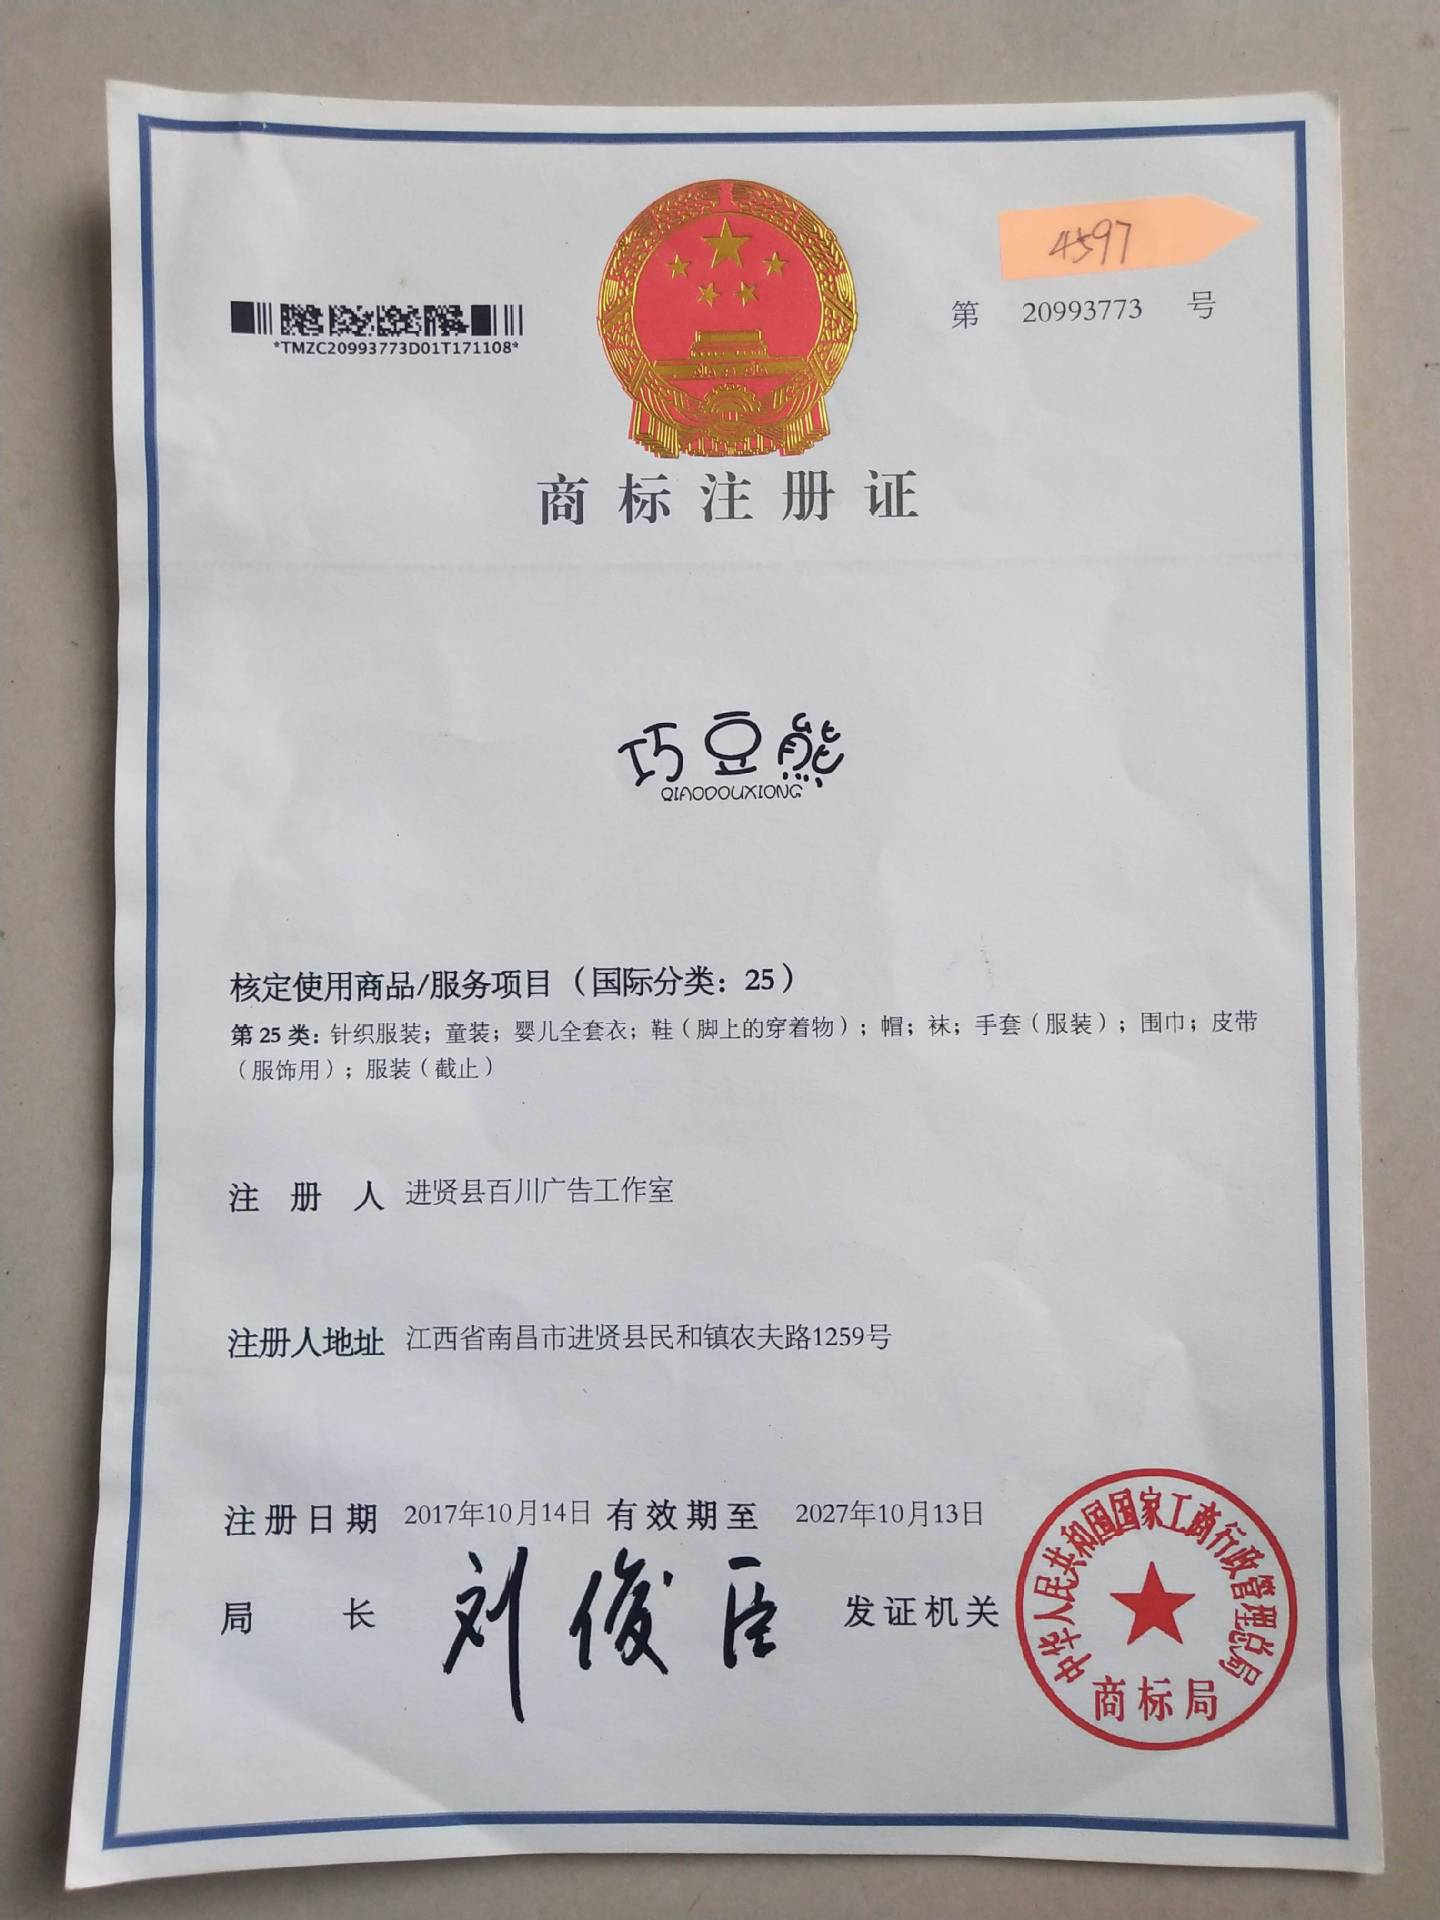 4597
第 20993773 号
*TMZC20993773D01T171108*
商标注册证
巧豆熊
QIAODOUXIONG
核定使用商品/服务项目（国际分类：25）
第 25 类：针织服装；童装；婴儿全套衣；鞋（脚上的穿着物）；帽；袜；手套（服装）；围巾；皮带
（服饰用）；服装（截止）
注册人 进贤县百川广告工作室
注册人地址 江西省南昌市进贤县民和镇农夫路1259号
注册日期 2017年10月14日 有效期至 2027年10月13日
局长 刘俊臣 发证机关
中华人民共和国国家工商行政管理总局
商标局